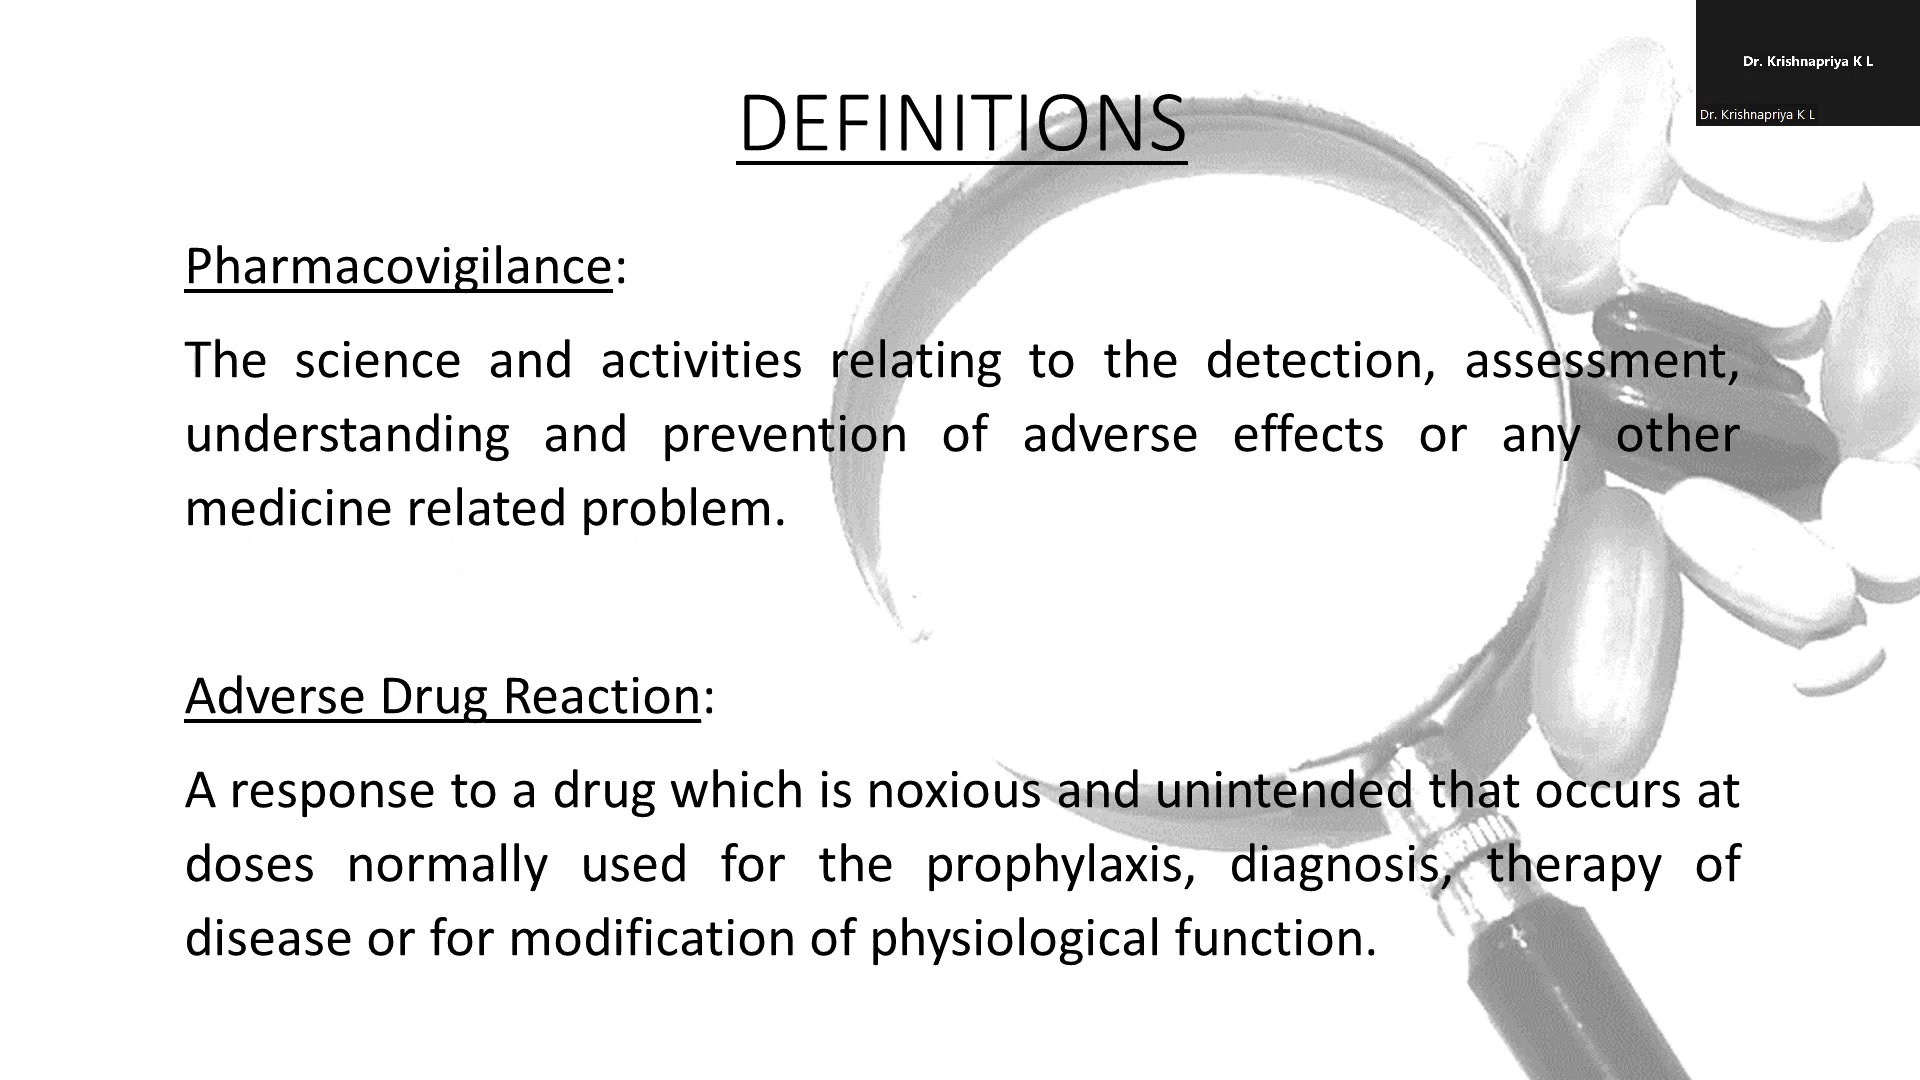 Dr. Krishnapriya K L
Dr. Krishnapriya K L
DEFINITIONS
Pharmacovigilance:
The science and activities relating to the detection, assessment,
understanding and prevention of adverse effects or any other
medicine related problem.
Adverse Drug Reaction:
A response to a drug which is noxious and unintended that occurs at
doses normally used for the prophylaxis, diagnosis, therapy of
disease or for modification of physiological function.